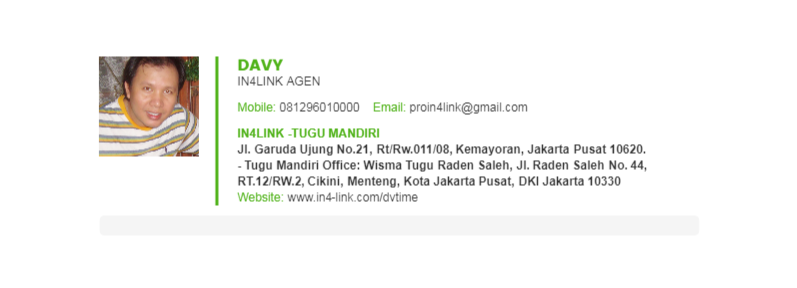 DAVY
IN4LINK AGEN
Mobile: 081296010000 Email: proin4link@gmail.com
IN4LINK -TUGU MANDIRI
Jl. Garuda Ujung No.21, Rt/Rw.011/08, Kemayoran, Jakarta Pusat 10620.
- Tugu Mandiri Office: Wisma Tugu Raden Saleh, Jl. Raden Saleh No. 44,
RT.12/RW.2, Cikini, Menteng, Kota Jakarta Pusat, DKI Jakarta 10330
Website: www.in4-link.com/dvtime